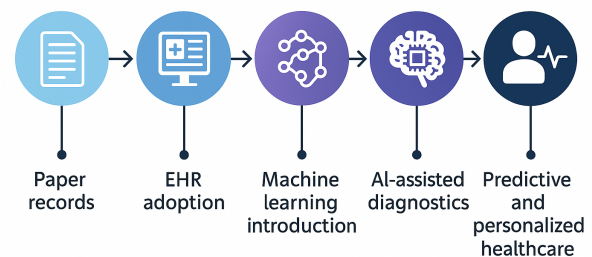 Paper
records
EHR
adoption
Machine
learning
introduction
AI-assisted
diagnostics
Predictive
and
personalized
healthcare